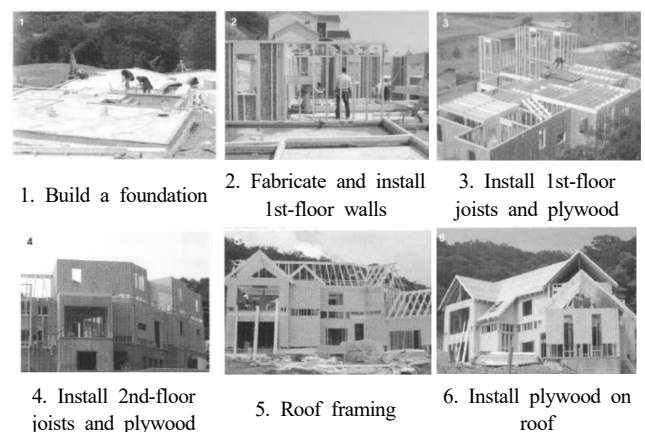 1
2
3
1. Build a foundation
2. Fabricate and install
1st-floor walls
3. Install 1st-floor
joists and plywood
4
6
4. Install 2nd-floor
joists and plywood
5. Roof framing
6. Install plywood on
roof